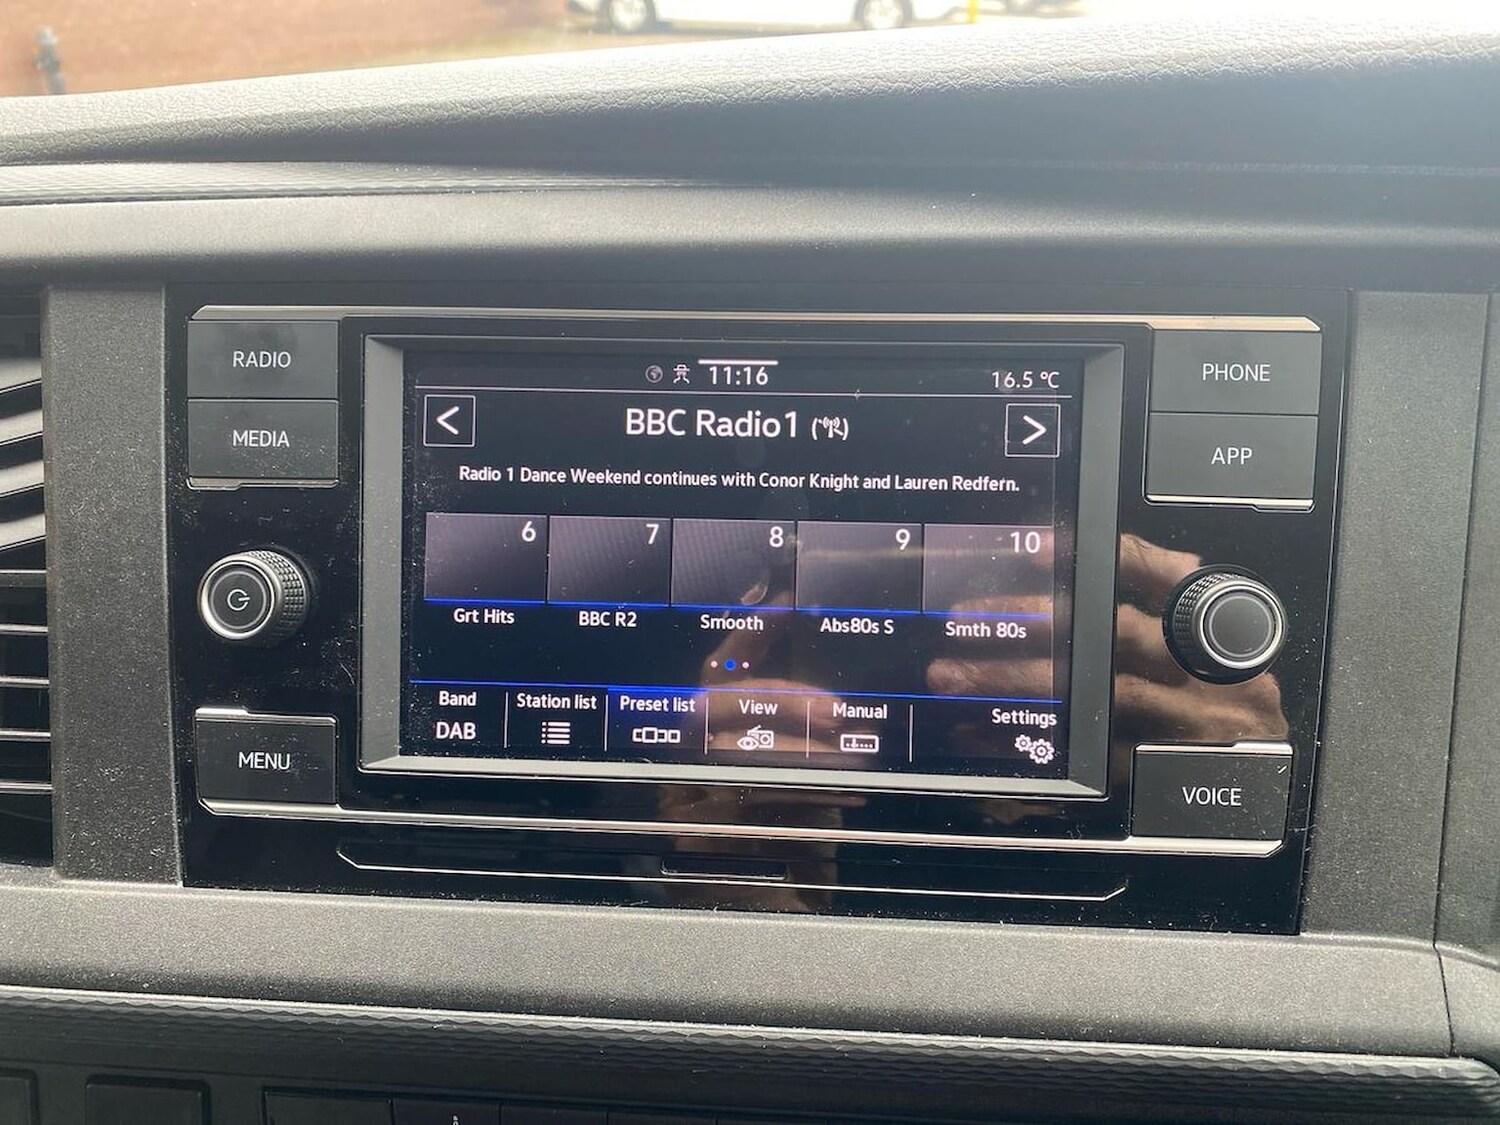 RADIO
MEDIA
MENU
PHONE
APP
VOICE
11:16
16.5 °C
<
BBC Radio1
>
Radio 1 Dance Weekend continues with Conor Knight and Lauren Redfern.
6 7 8 9 10
Grt Hits BBC R2 Smooth Abs80s S Smth 80s
Band Station list Preset list View Manual Settings
DAB